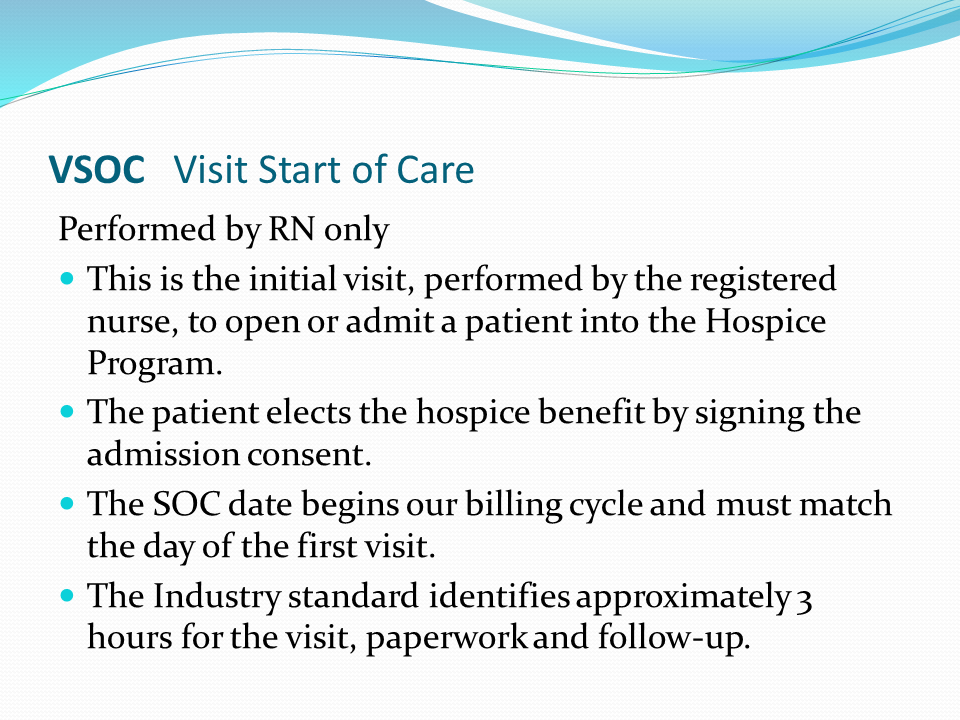 VSOC Visit Start of Care
Performed by RN only
• This is the initial visit, performed by the registered
nurse, to open or admit a patient into the Hospice
Program.
• The patient elects the hospice benefit by signing the
admission consent.
• The SOC date begins our billing cycle and must match
the day of the first visit.
• The Industry standard identifies approximately 3
hours for the visit, paperwork and follow-up.